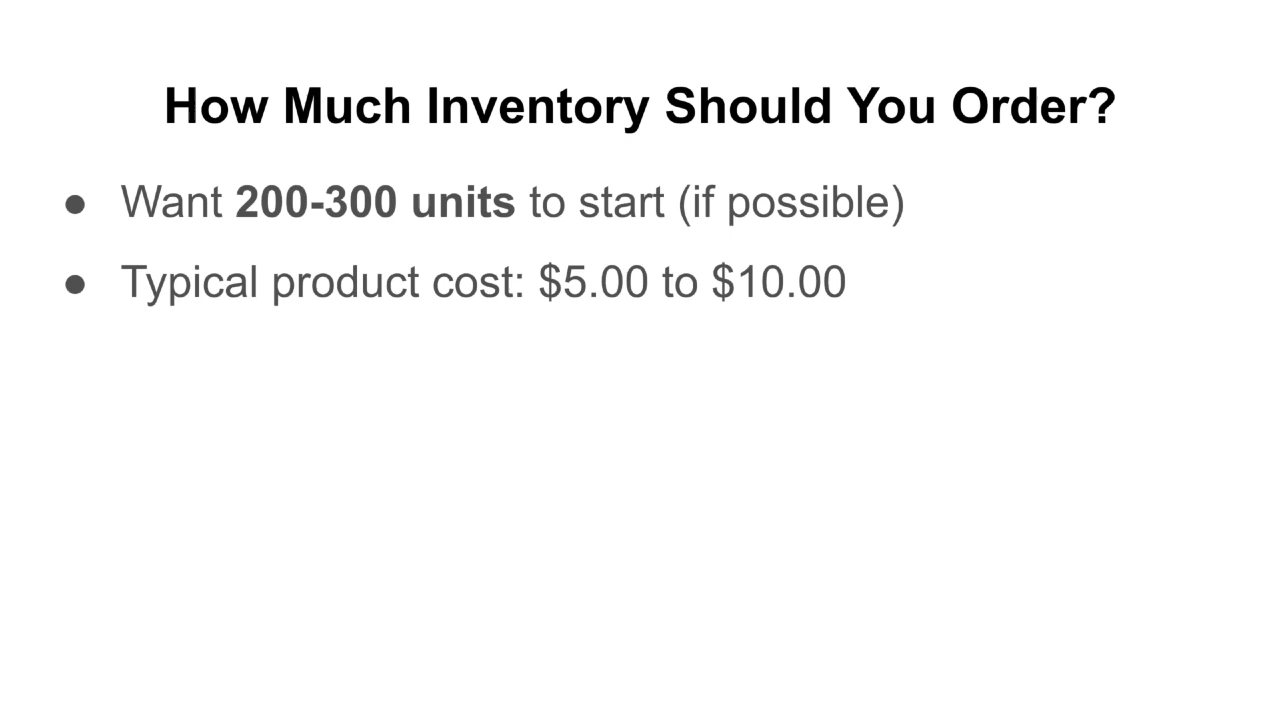 How Much Inventory Should You Order?
● Want 200-300 units to start (if possible)
● Typical product cost: $5.00 to $10.00